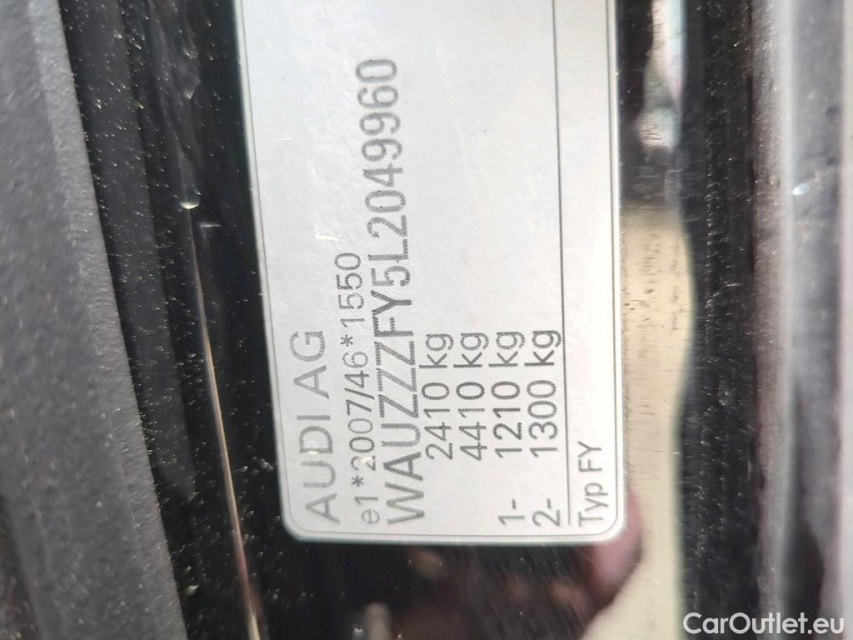 AUDI AG
e1*2007/46*1550
WAUZZZFY5L2049960
2410 kg
4410 kg
1- 1210 kg
2- 1300 kg
Typ FY
CarOutlet.eu